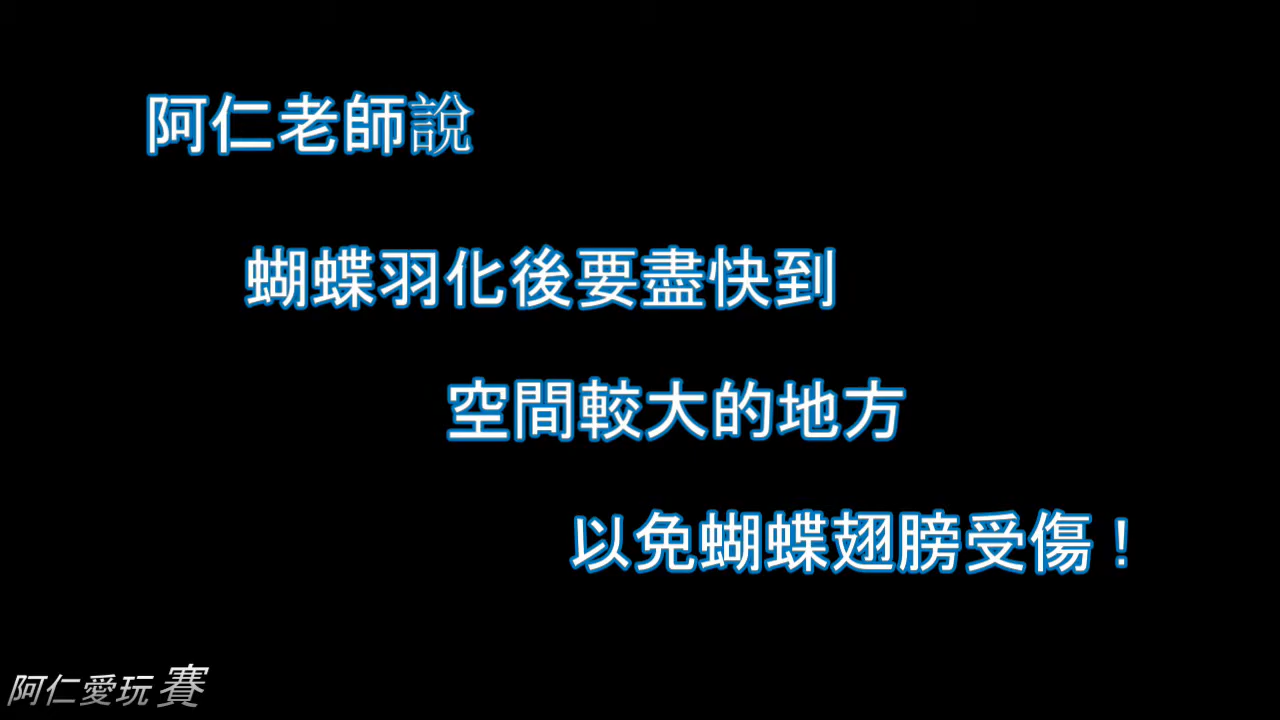 阿仁老師說
蝴蝶羽化後要盡快到
空間較大的地方
以免蝴蝶翅膀受傷！
阿仁愛玩賽